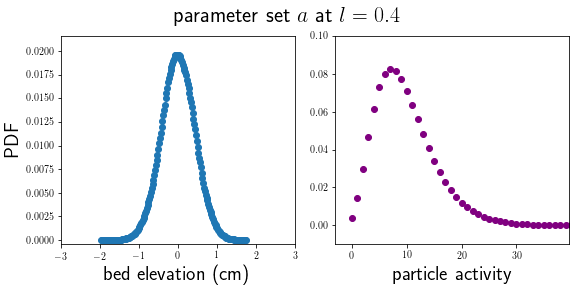 parameter set a at l = 0.4
PDF
0.0200
0.0175
0.0150
0.0125
0.0100
0.0075
0.0050
0.0025
0.0000
−3 −2 −1 0 1 2 3
bed elevation (cm)
0.10
0.08
0.06
0.04
0.02
0.00
0 10 20 30
particle activity